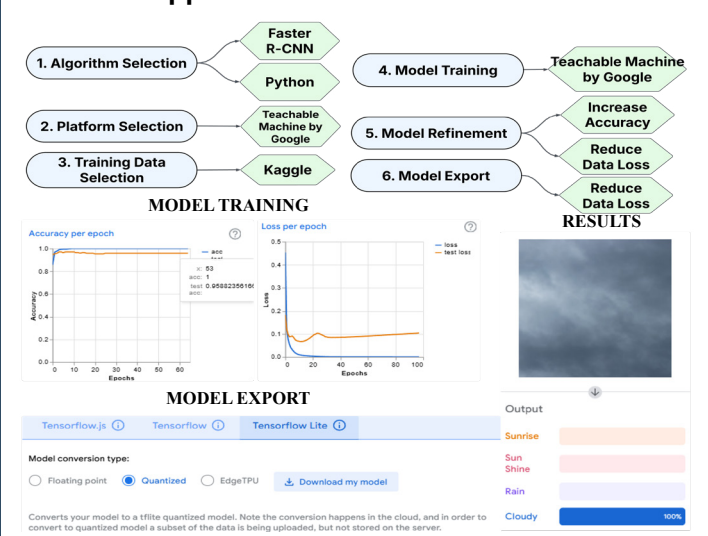 1. Algorithm Selection
Faster
R-CNN
Python
2. Platform Selection
Teachable
Machine by
Google
3. Training Data
Selection
Kaggle
4. Model Training
Teachable Machine
by Google
5. Model Refinement
Increase
Accuracy
Reduce
Data Loss
6. Model Export
Reduce
Data Loss
MODEL TRAINING
Accuracy per epoch
1.0
0.8
0.6
0.4
0.2
0.0
Accuracy
0 10 20 30 40 50 60
Epochs
acc
x: 53
acc: 1
test 0.9588235616
acc:
Loss per epoch
0.5
0.4
0.3
0.2
0.1
0.0
Loss
0 20 40 60 80 100
Epochs
loss
test loss
RESULTS
Output
Sunrise
Sun
Shine
Rain
Cloudy 100%
MODEL EXPORT
Tensorflow.js
Tensorflow
Tensorflow Lite
Model conversion type:
Floating point
Quantized
EdgeTPU
Download my model
Converts your model to a tflite quantized model. Note the conversion happens in the cloud, and in order to
convert to quantized model a subset of the data is being uploaded, but not stored on the server.